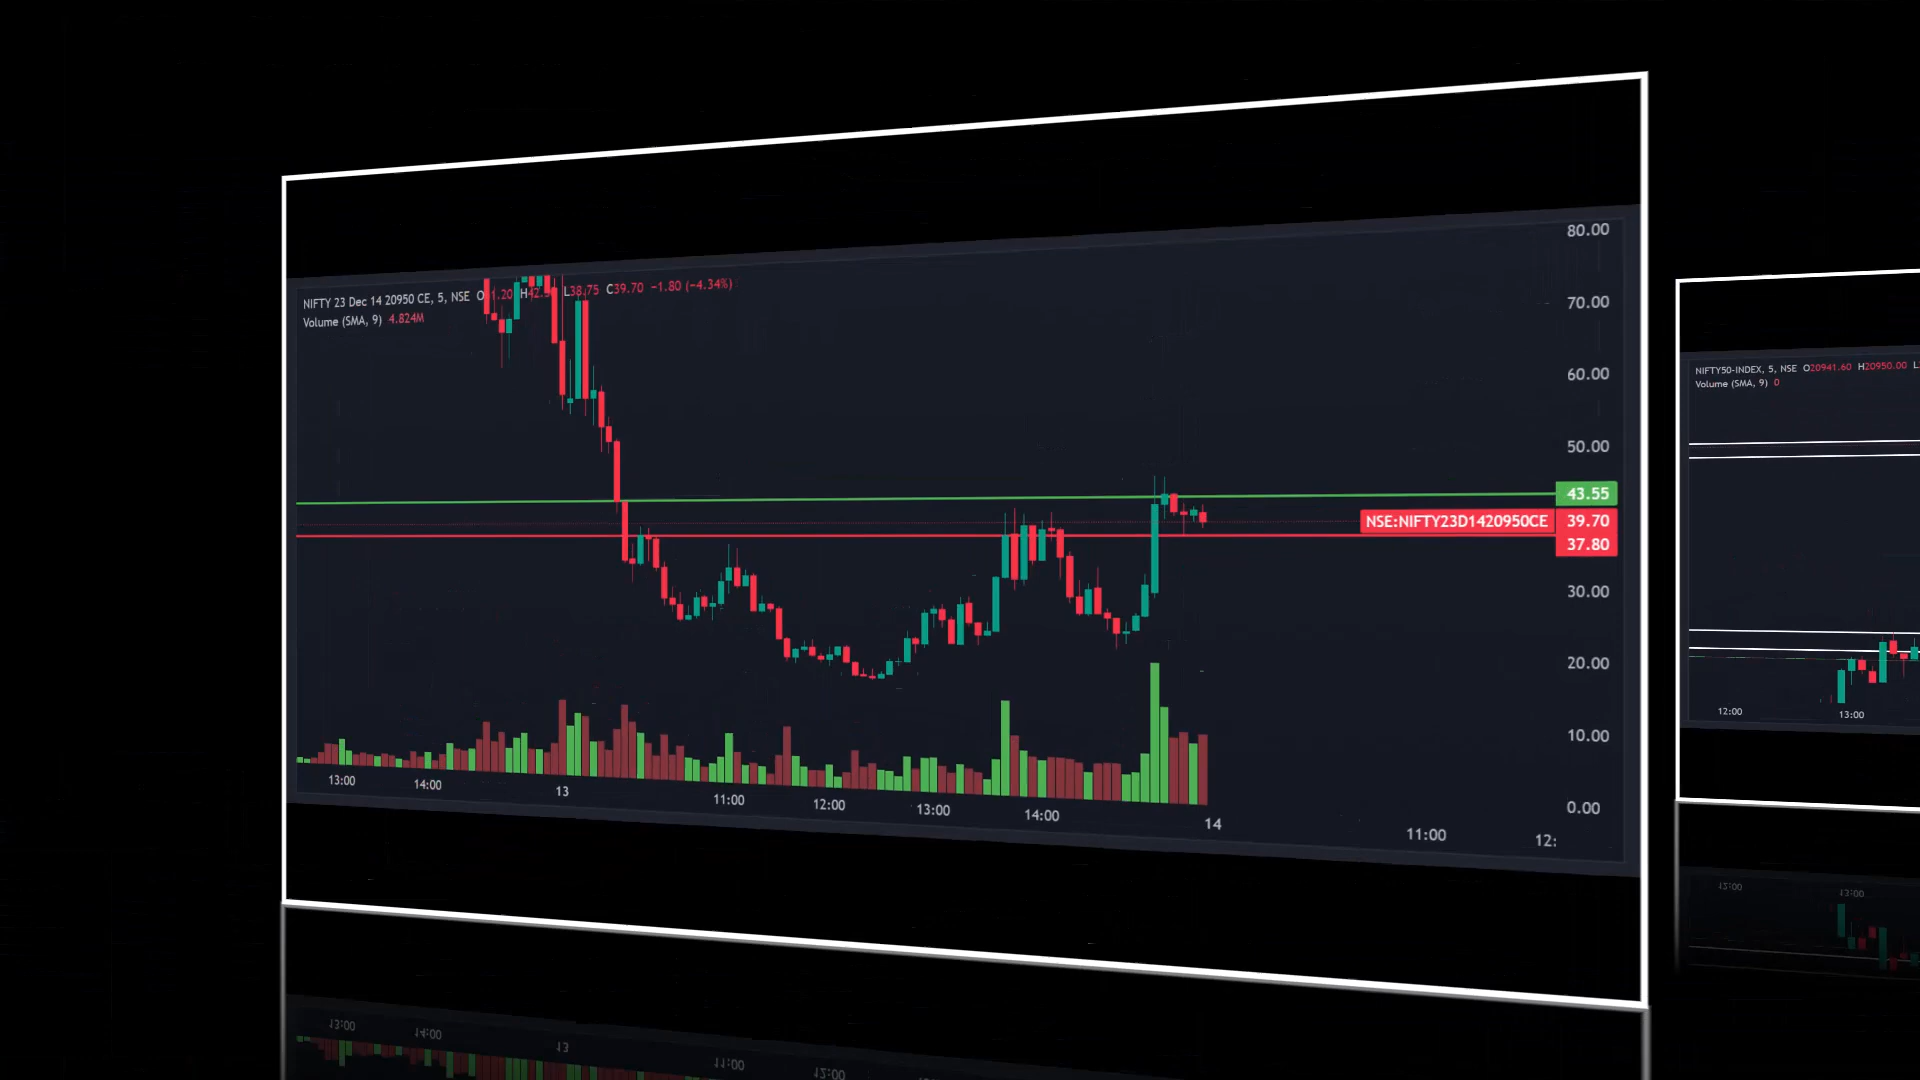 80.00
NIFTY 23 Dec 14 20950 CE, 5, NSE O 1.20 H42. L38.75 C39.70 −1.80 (−4.34%)
Volume (SMA, 9) 4.824M
70.00
60.00
50.00
43.55
NSE:NIFTY23D1420950CE 39.70
37.80
30.00
20.00
10.00
0.00
13:00 14:00 13 11:00 12:00 13:00 14:00 14 11:00 12:
NIFTY50-INDEX, 5, NSE O20941.60 H20950.00 L
Volume (SMA, 9) 0
12:00 13:00